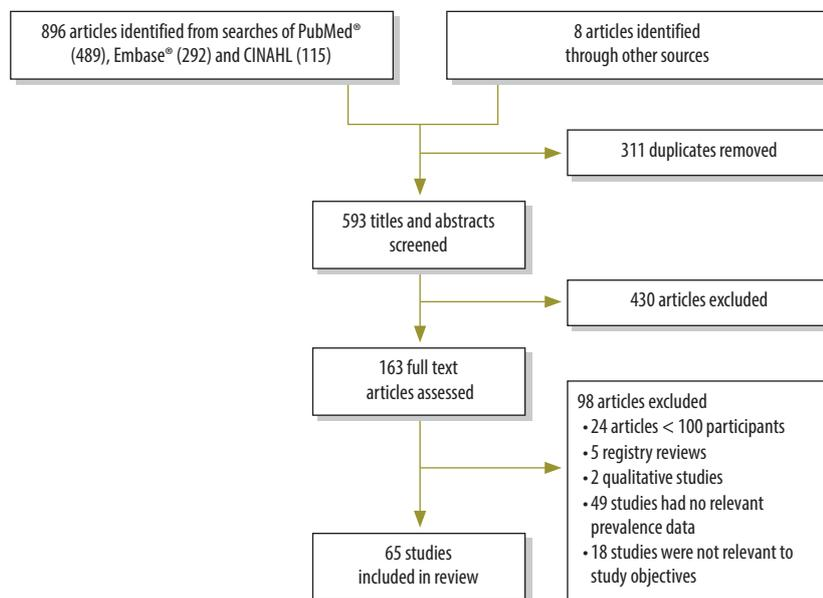 896 articles identified from searches of PubMed®
(489), Embase® (292) and CINAHL (115)
8 articles identified
through other sources
311 duplicates removed
593 titles and abstracts
screened
430 articles excluded
163 full text
articles assessed
98 articles excluded
• 24 articles < 100 participants
• 5 registry reviews
• 2 qualitative studies
• 49 studies had no relevant
prevalence data
• 18 studies were not relevant to
study objectives
65 studies
included in review